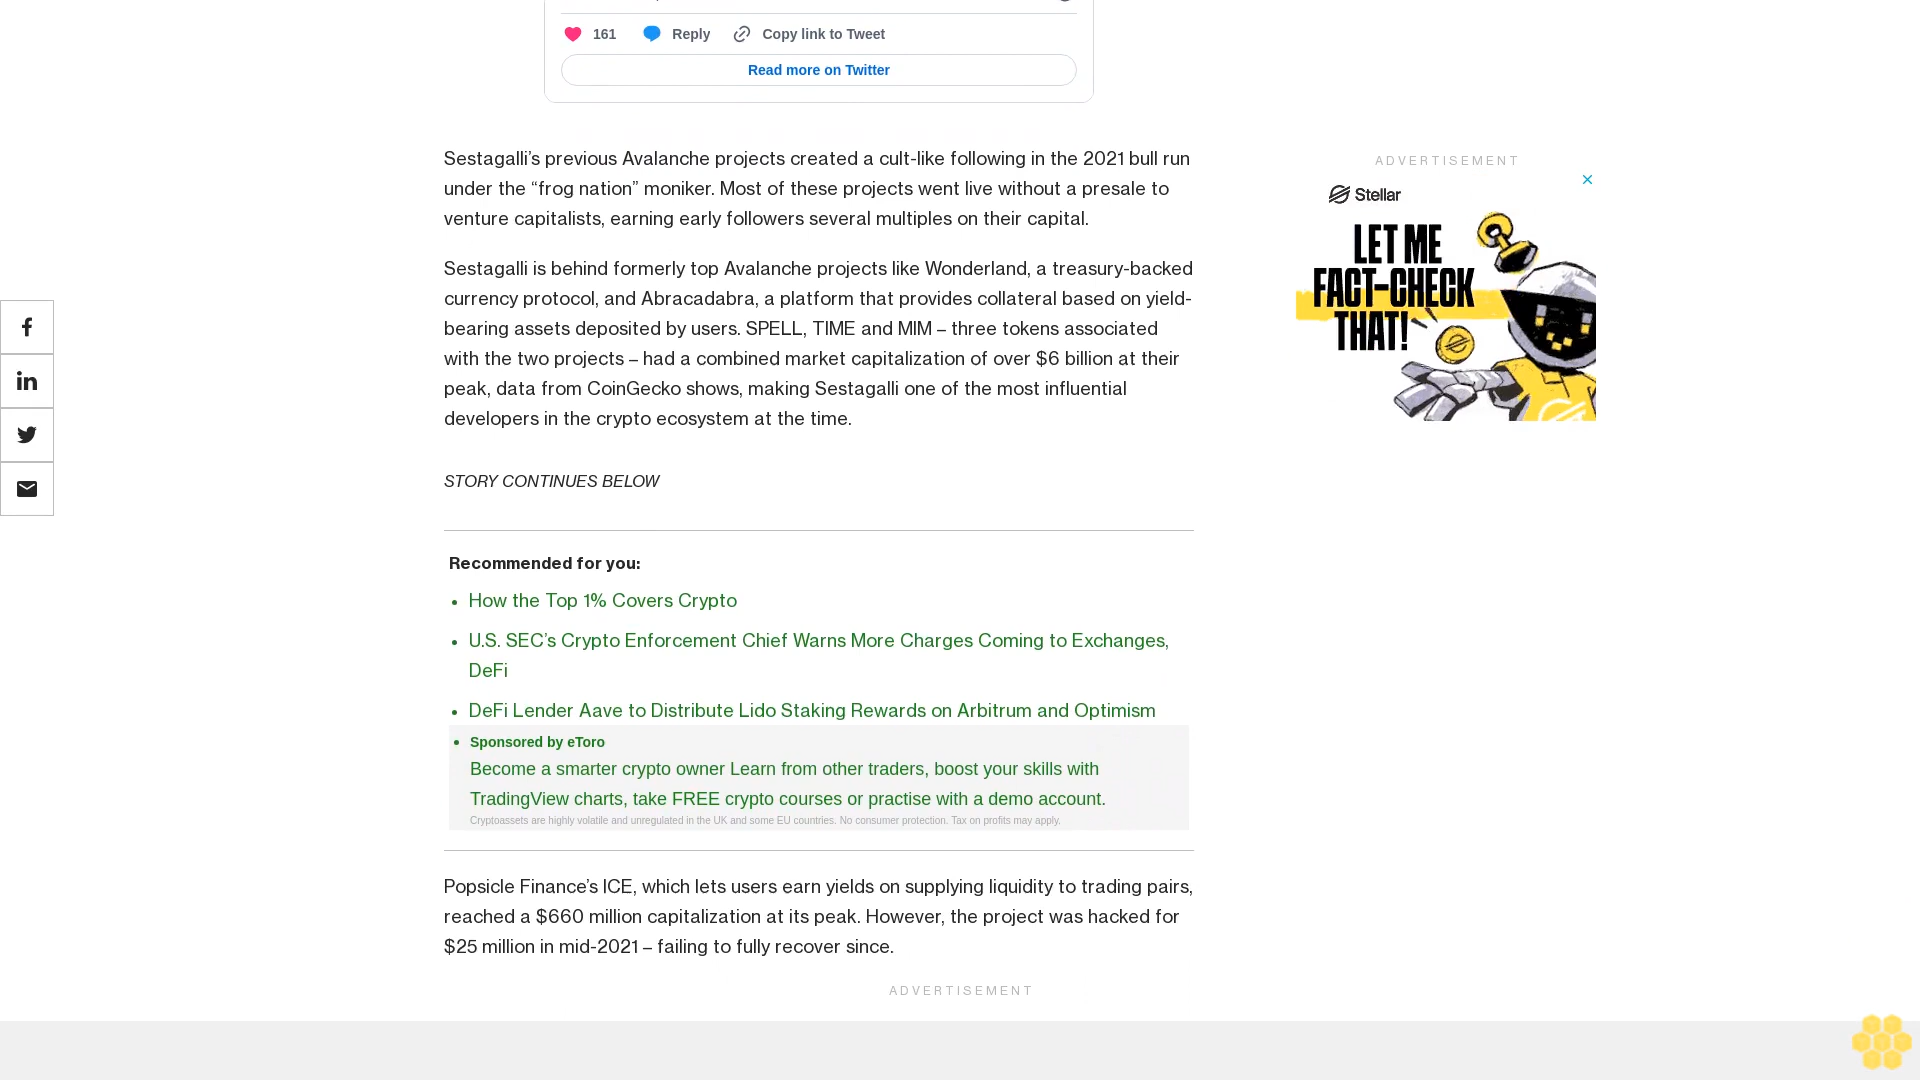 161 Reply Copy link to Tweet
Read more on Twitter
Sestagalli’s previous Avalanche projects created a cult-like following in the 2021 bull run
under the “frog nation” moniker. Most of these projects went live without a presale to
venture capitalists, earning early followers several multiples on their capital.
Sestagalli is behind formerly top Avalanche projects like Wonderland, a treasury-backed
currency protocol, and Abracadabra, a platform that provides collateral based on yield-
bearing assets deposited by users. SPELL, TIME and MIM – three tokens associated
with the two projects – had a combined market capitalization of over $6 billion at their
peak, data from CoinGecko shows, making Sestagalli one of the most influential
developers in the crypto ecosystem at the time.
STORY CONTINUES BELOW
Recommended for you:
• How the Top 1% Covers Crypto
• U.S. SEC’s Crypto Enforcement Chief Warns More Charges Coming to Exchanges,
DeFi
• DeFi Lender Aave to Distribute Lido Staking Rewards on Arbitrum and Optimism
• Sponsored by eToro
Become a smarter crypto owner Learn from other traders, boost your skills with
TradingView charts, take FREE crypto courses or practise with a demo account.
Cryptoassets are highly volatile and unregulated in the UK and some EU countries. No consumer protection. Tax on profits may apply.
Popsicle Finance’s ICE, which lets users earn yields on supplying liquidity to trading pairs,
reached a $660 million capitalization at its peak. However, the project was hacked for
$25 million in mid-2021 – failing to fully recover since.
ADVERTISEMENT
ADVERTISEMENT
Stellar
LET ME
FACT-CHECK
THAT!